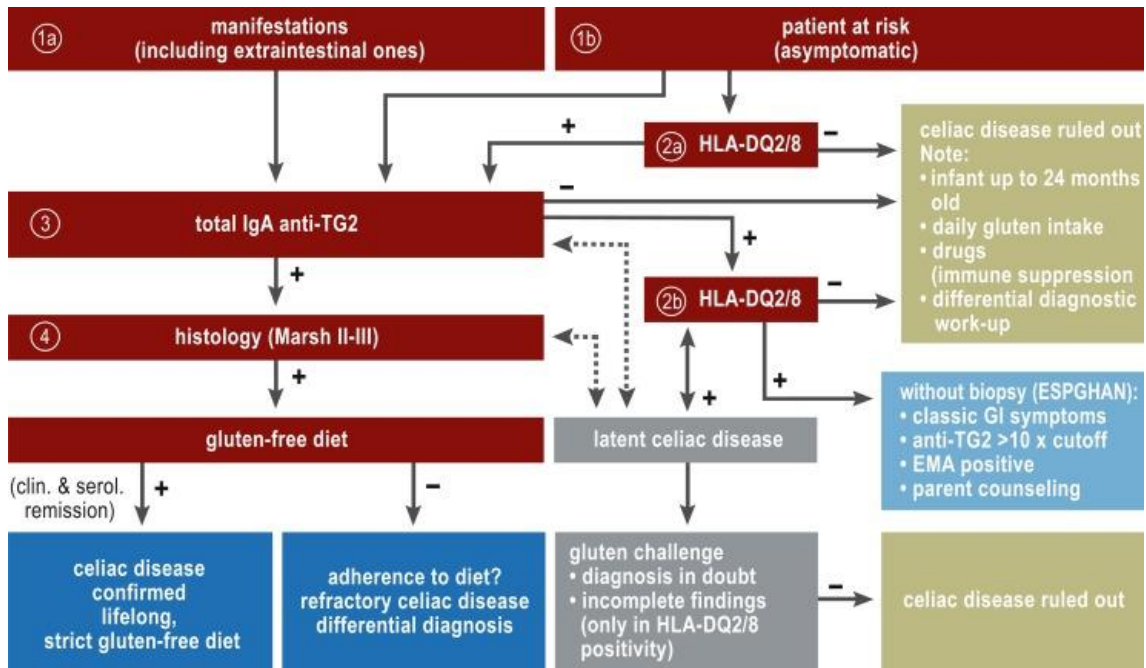 1a
manifestations
(including extraintestinal ones)
1b
patient at risk
(asymptomatic)
+
2a
HLA-DQ2/8
–
celiac disease ruled out
Note:
• infant up to 24 months
old
• daily gluten intake
• drugs
(immune suppression
• differential diagnostic
work-up
3
total IgA anti-TG2
–
+
+
2b
HLA-DQ2/8
–
4
histology (Marsh II-III)
+
+
+
without biopsy (ESPGHAN):
• classic GI symptoms
• anti-TG2 >10 x cutoff
• EMA positive
• parent counseling
gluten-free diet
latent celiac disease
(clin. & serol.
remission)
+
–
celiac disease
confirmed
lifelong,
strict gluten-free diet
adherence to diet?
refractory celiac disease
differential diagnosis
gluten challenge
• diagnosis in doubt
• incomplete findings
(only in HLA-DQ2/8
positivity)
–
celiac disease ruled out